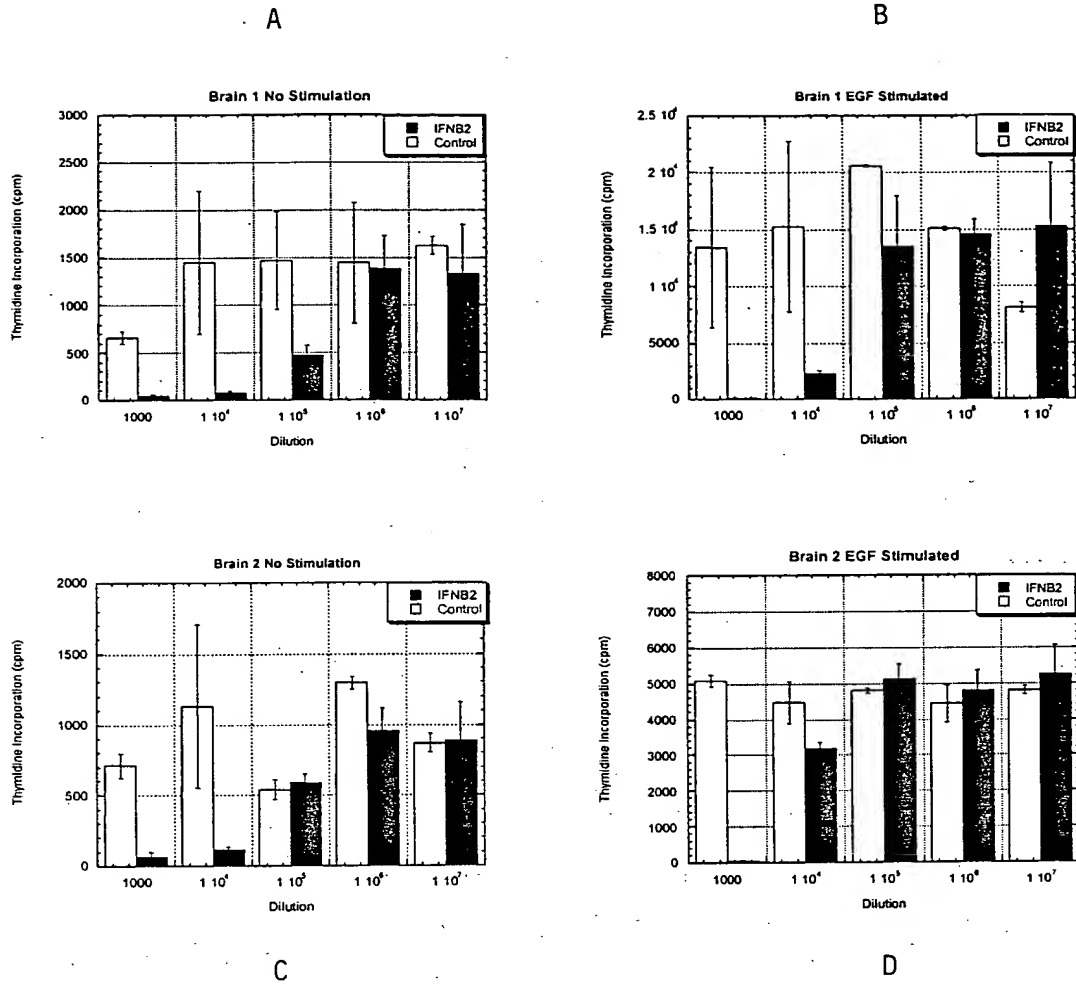 A
B
Brain 1 No Stimulation
IFNB2
Control
3000
2500
2000
1500
1000
500
0
Thymidine Incorporation (cpm)
1000
1 10⁴
1 10⁵
1 10⁶
1 10⁷
Dilution
Brain 1 EGF Stimulated
IFNB2
Control
2.5 10⁴
2 10⁴
1.5 10⁴
1 10⁴
5000
0
Thymidine Incorporation (cpm)
1000
1 10⁴
1 10⁵
1 10⁶
1 10⁷
Dilution
Brain 2 No Stimulation
IFNB2
Control
2000
1500
1000
500
0
Thymidine Incorporation (cpm)
1000
1 10⁴
1 10⁵
1 10⁶
1 10⁷
Dilution
Brain 2 EGF Stimulated
IFNB2
Control
8000
7000
6000
5000
4000
3000
2000
1000
0
Thymidine Incorporation (cpm)
1000
1 10⁴
1 10⁵
1 10⁶
1 10⁷
Dilution
C
D